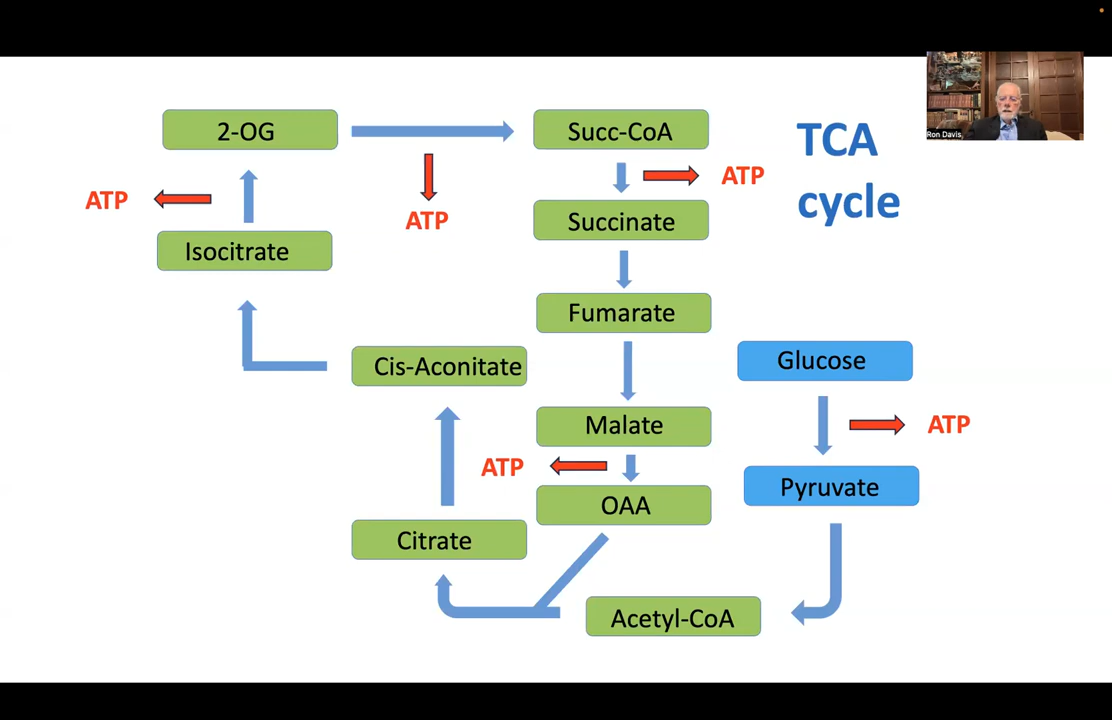 2-OG
Succ-CoA
TCA
cycle
Ron Davis
ATP
ATP
ATP
Isocitrate
Succinate
Fumarate
Cis-Aconitate
Glucose
Malate
ATP
ATP
OAA
Pyruvate
Citrate
Acetyl-CoA